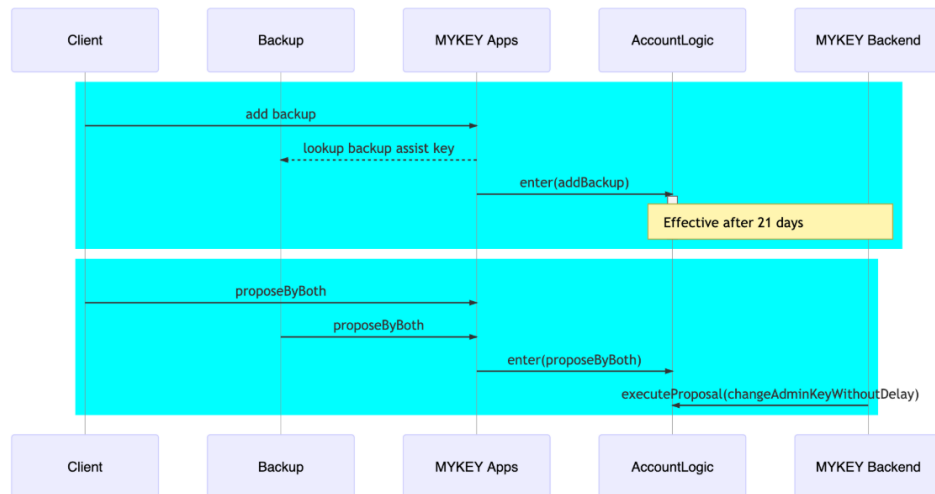 Client
Backup
MYKEY Apps
AccountLogic
MYKEY Backend
add backup
lookup backup assist key
enter(addBackup)
Effective after 21 days
proposeByBoth
proposeByBoth
enter(proposeByBoth)
executeProposal(changeAdminKeyWithoutDelay)
Client
Backup
MYKEY Apps
AccountLogic
MYKEY Backend